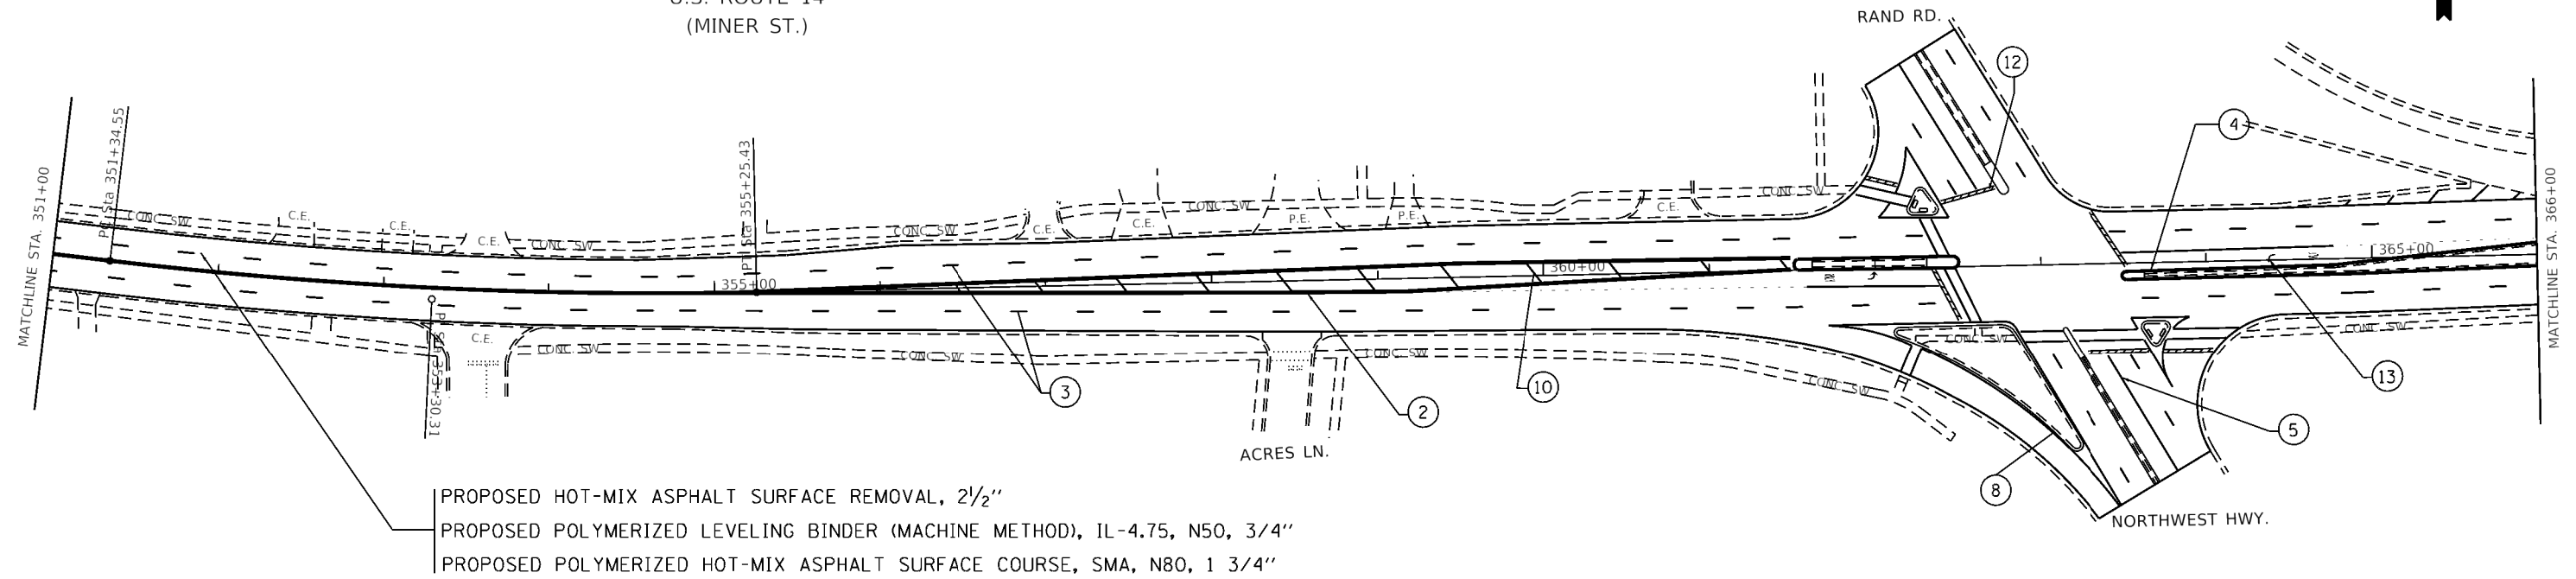 U.S. ROUTE 14
(MINER ST.)
RAND RD.
12
4
MATCHLINE STA. 351+00
PC Sta 351+34.55
PT Sta 355+25.43
MATCHLINE STA. 366+00
CONC. SW
C.E.
C.E.
C.E.
CONC. SW
CONC. SW
C.E.
C.E.
CONC. SW
P.E.
P.E.
C.E.
CONC. SW
355+00
360+00
365+00
C.E.
CONC. SW
CONC. SW
CONC. SW
CONC. SW
CONC. SW
CONC. SW
3
2
10
13
5
8
ACRES LN.
NORTHWEST HWY.
PROPOSED HOT-MIX ASPHALT SURFACE REMOVAL, 2 1/2"
PROPOSED POLYMERIZED LEVELING BINDER (MACHINE METHOD), IL-4.75, N50, 3/4"
PROPOSED POLYMERIZED HOT-MIX ASPHALT SURFACE COURSE, SMA, N80, 1 3/4"